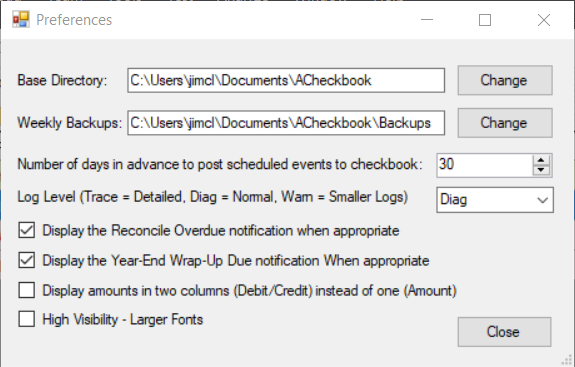 Preferences
Base Directory: C:\Users\jimcl\Documents\ACheckbook Change
Weekly Backups: C:\Users\jimcl\Documents\ACheckbook\Backups Change
Number of days in advance to post scheduled events to checkbook: 30
Log Level (Trace = Detailed, Diag = Normal, Warn = Smaller Logs) Diag
Display the Reconcile Overdue notification when appropriate
Display the Year-End Wrap-Up Due notification When appropriate
Display amounts in two columns (Debit/Credit) instead of one (Amount)
High Visibility - Larger Fonts
Close